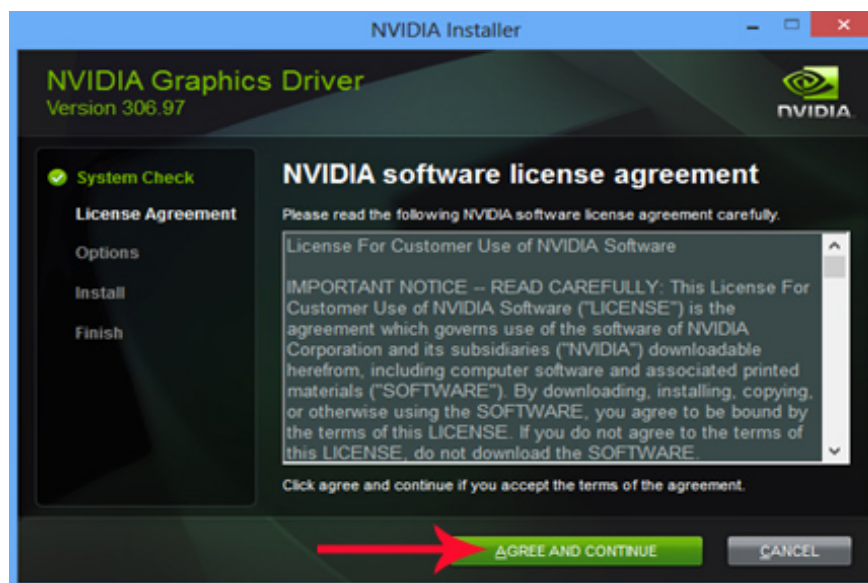 NVIDIA Installer
NVIDIA Graphics Driver
Version 306.97
NVIDIA.
System Check
License Agreement
Options
Install
Finish
NVIDIA software license agreement
Please read the following NVIDIA software license agreement carefully.
License For Customer Use of NVIDIA Software
IMPORTANT NOTICE -- READ CAREFULLY: This License For
Customer Use of NVIDIA Software ("LICENSE") is the
agreement which governs use of the software of NVIDIA
Corporation and its subsidiaries ("NVIDIA") downloadable
herefrom, including computer software and associated printed
materials ("SOFTWARE"). By downloading, installing, copying,
or otherwise using the SOFTWARE, you agree to be bound by
the terms of this LICENSE. If you do not agree to the terms of
this LICENSE, do not download the SOFTWARE.
Click agree and continue if you accept the terms of the agreement.
AGREE AND CONTINUE
CANCEL